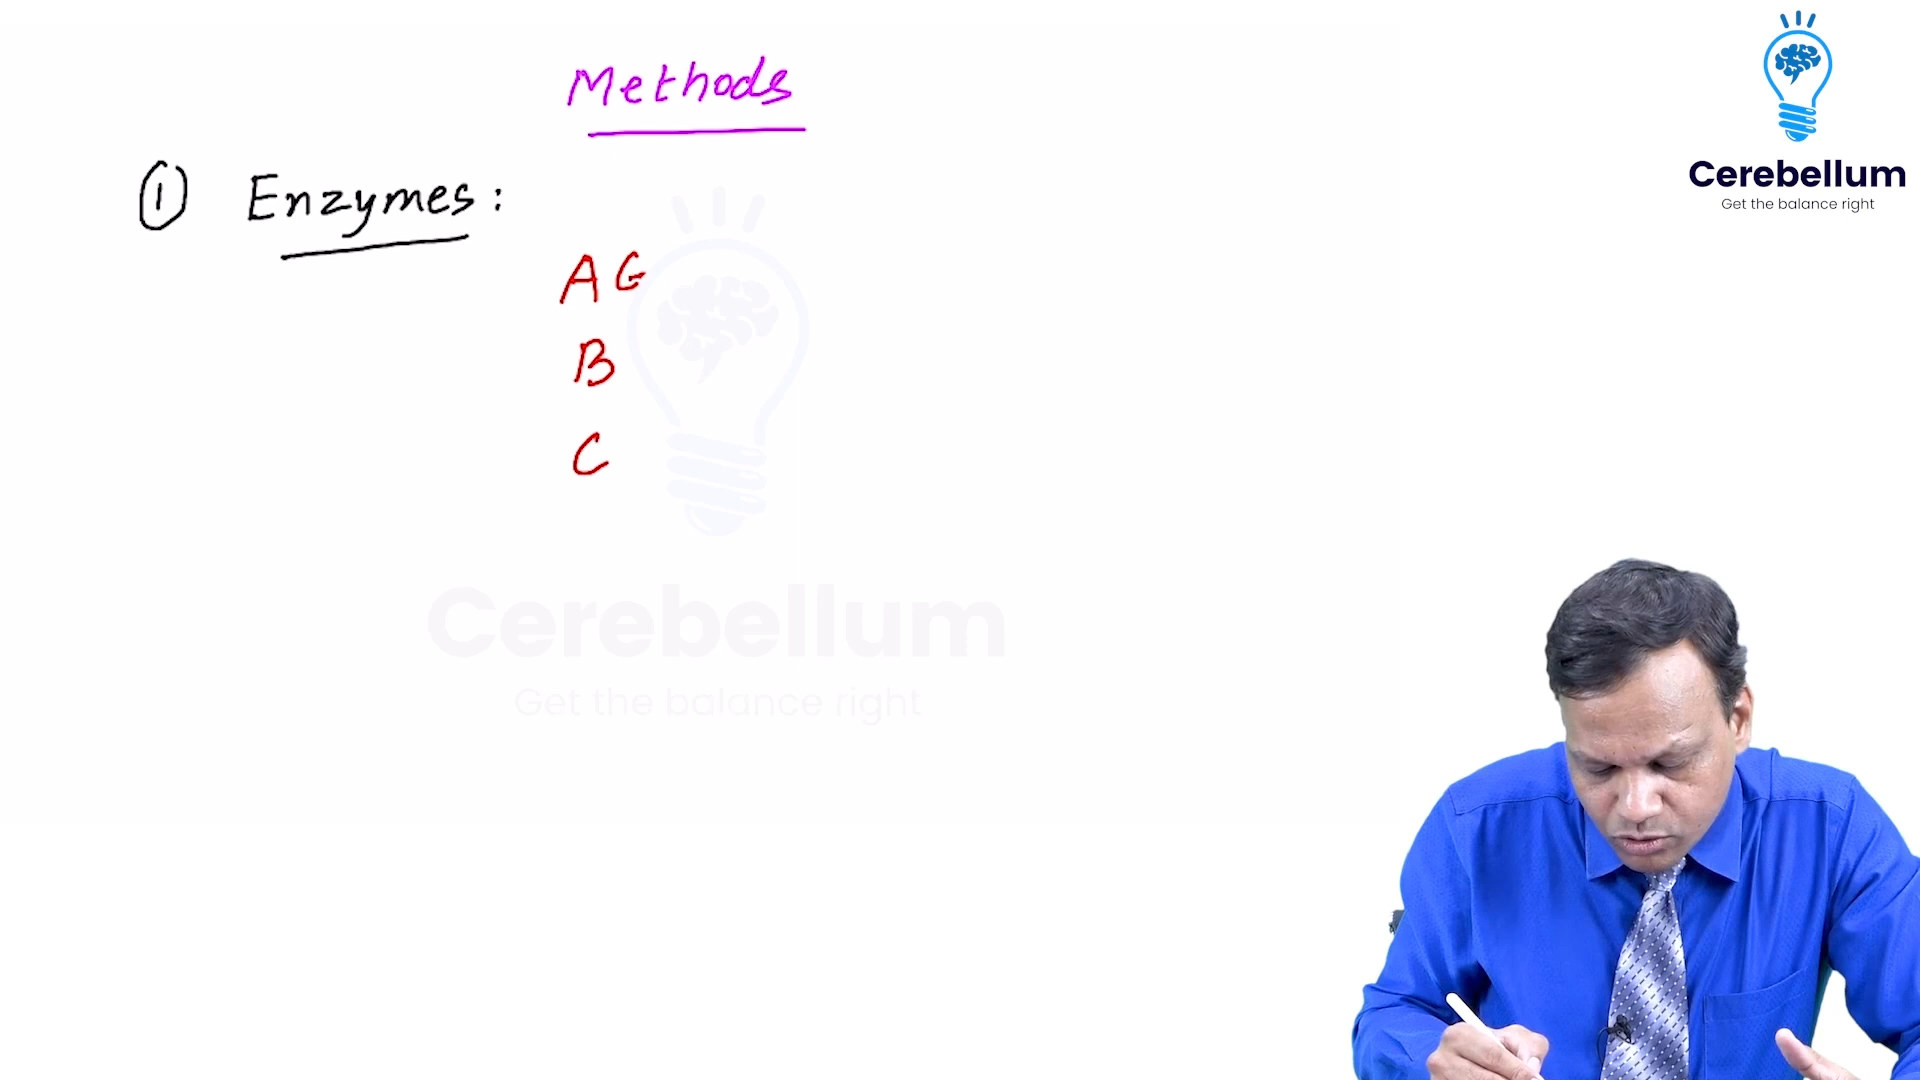 Methods
① Enzymes:
A G
B
C
Cerebellum
Get the balance right
Cerebellum
Get the balance right